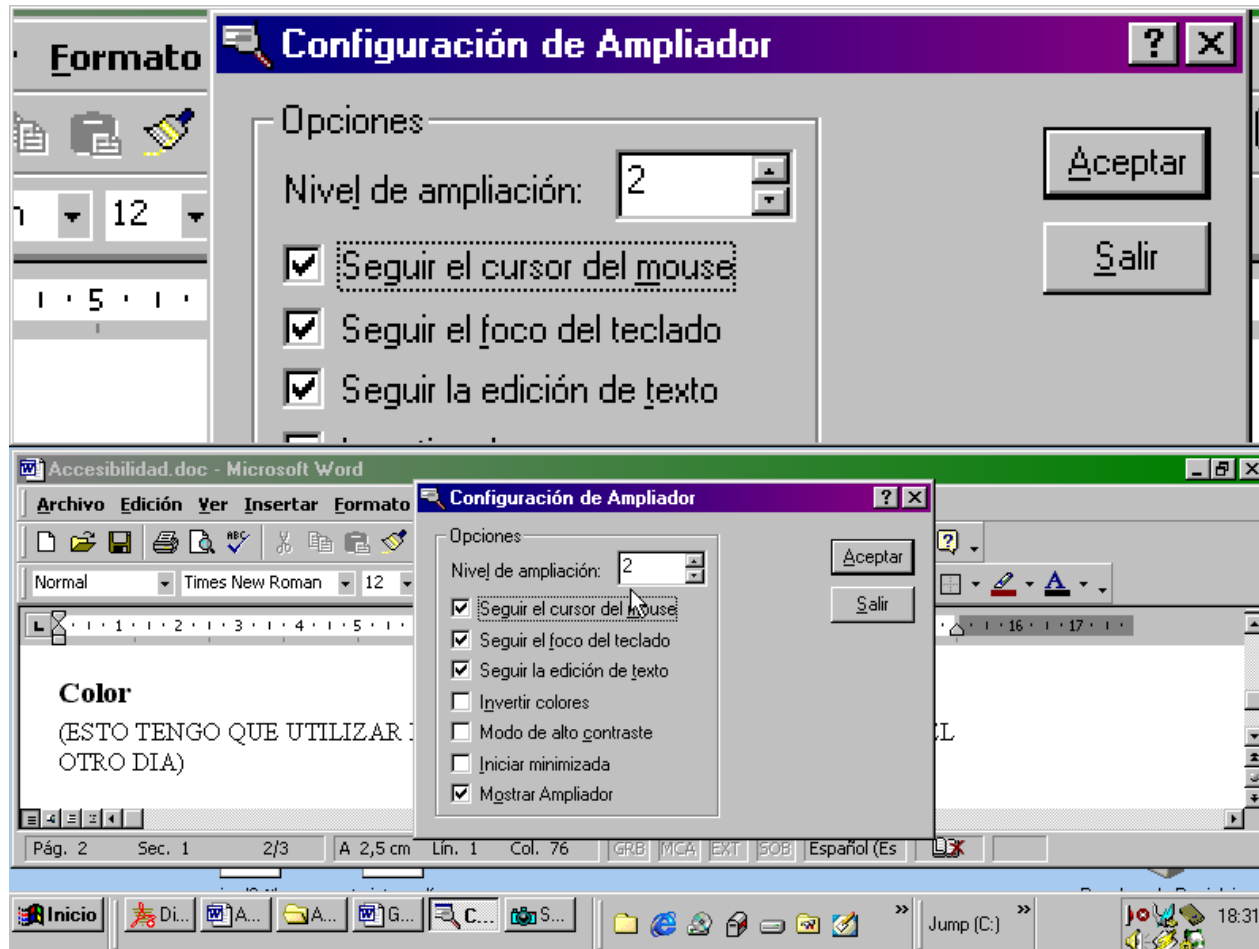 Formato
Configuración de Ampliador
Opciones
Nivel de ampliación: 2
Aceptar
12
Seguir el cursor del mouse
Salir
5
Seguir el foco del teclado
Seguir la edición de texto
Accesibilidad.doc - Microsoft Word
Archivo Edición Ver Insertar Formato
Configuración de Ampliador
Opciones
Nivel de ampliación: 2
Aceptar
Normal Times New Roman 12
Seguir el cursor del mouse
Salir
1 2 3 4 5 16 17
Seguir el foco del teclado
Seguir la edición de texto
Color
Invertir colores
(ESTO TENGO QUE UTILIZAR
Modo de alto contraste
OTRO DIA)
Iniciar minimizada
Mostrar Ampliador
Pág. 2 Sec. 1 2/3 A 2,5 cm Lín. 1 Col. 76 GRB MCA EXT SOB Español (Es
Inicio Di... A... A... G... C... S... » Jump (C:) » 18:31